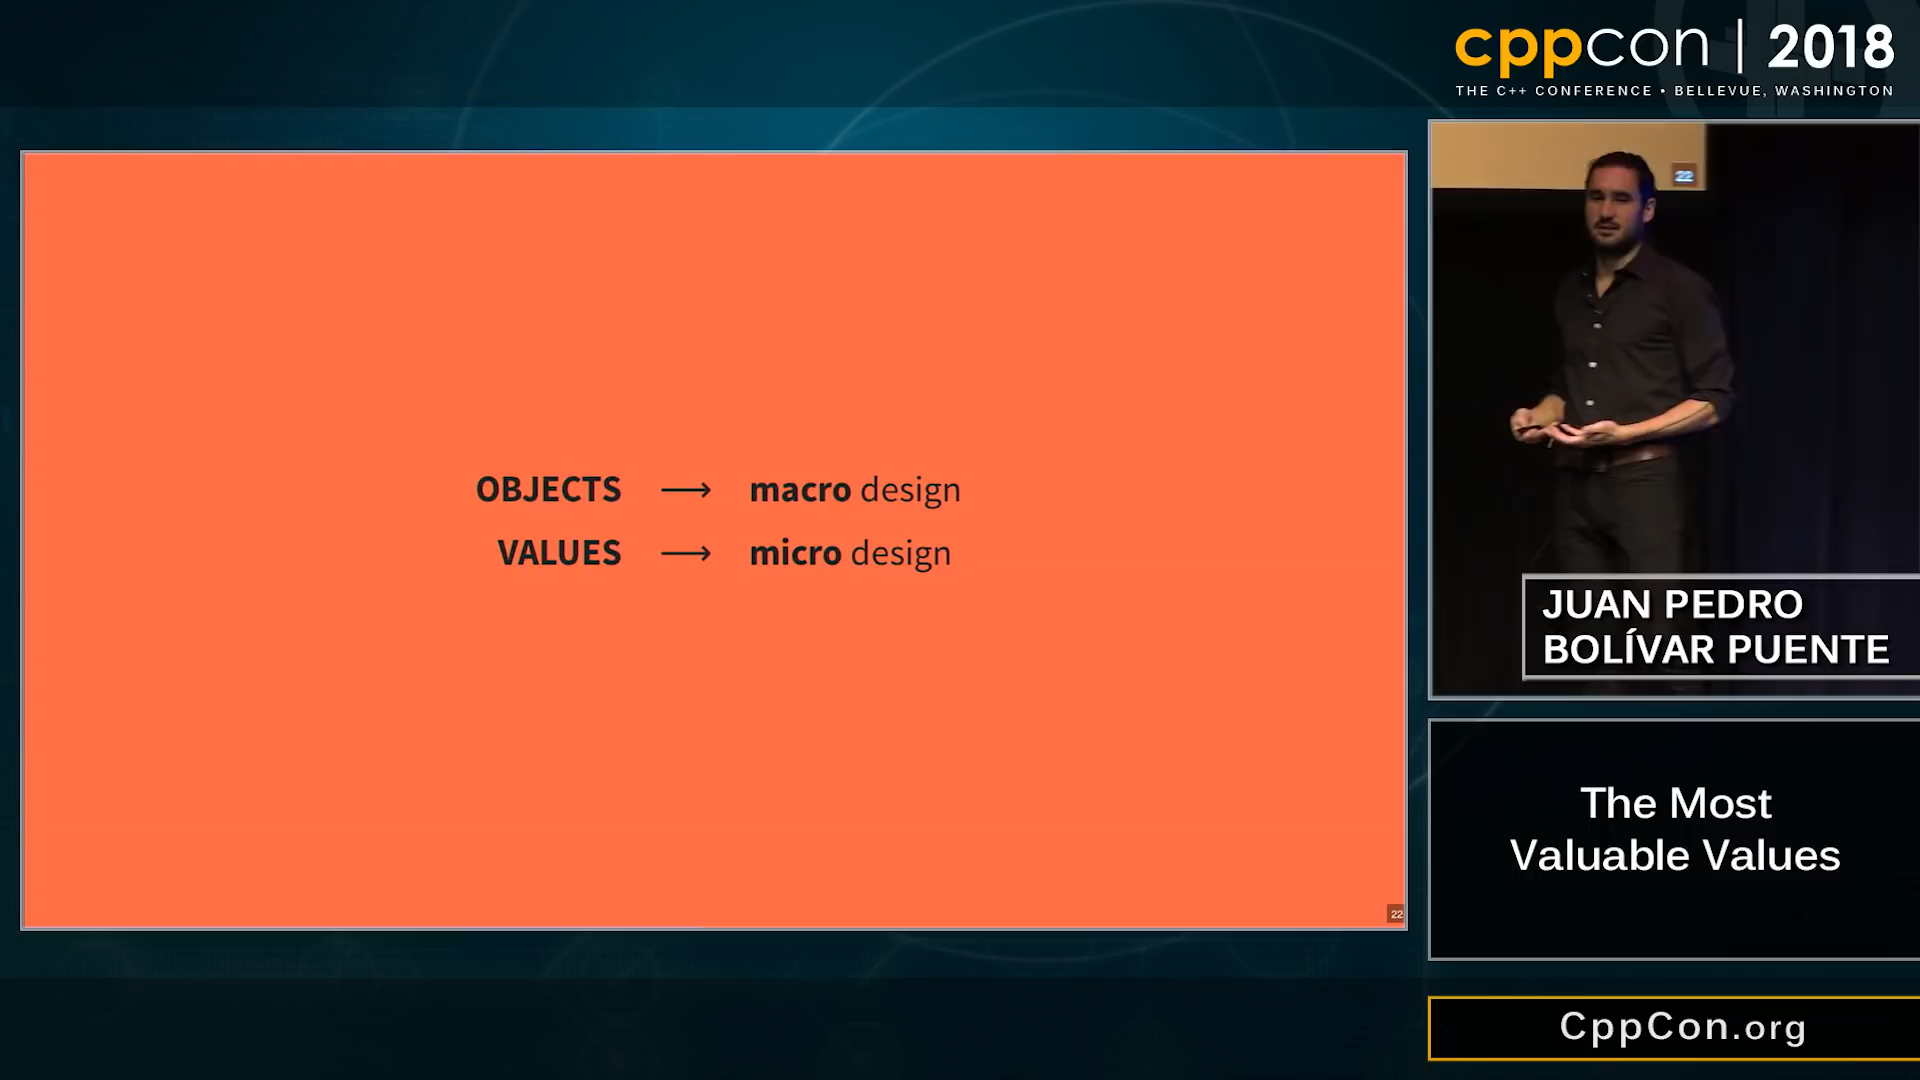 cppcon | 2018
THE C++ CONFERENCE • BELLEVUE, WASHINGTON
OBJECTS ⟶ macro design
VALUES ⟶ micro design
22
22
JUAN PEDRO
BOLÍVAR PUENTE
The Most
Valuable Values
CppCon.org